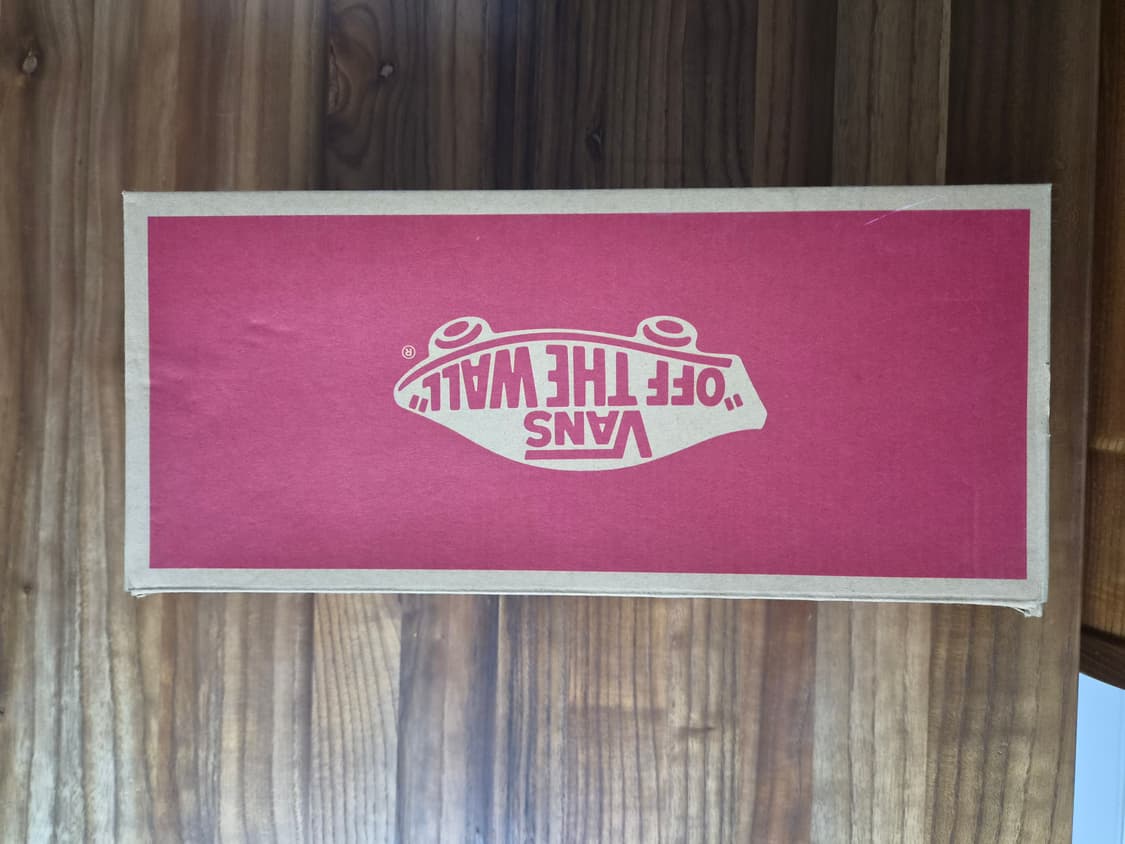 VANS
"OFF THE WALL"
®